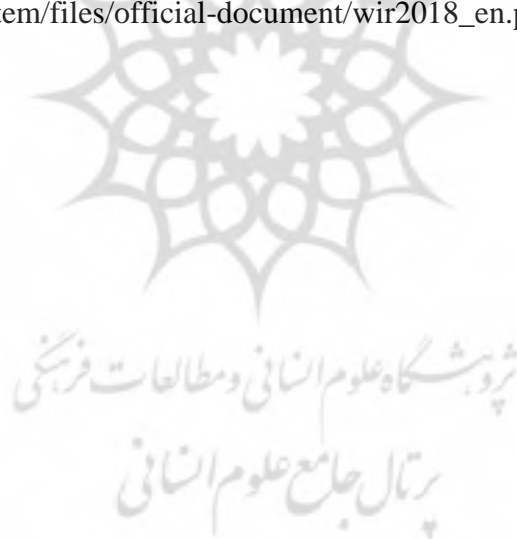 tem/files/official-document/wir2018_en.p
پژوهشگاه علوم انسانی و مطالعات فرهنگی
پرتال جامع علوم انسانی